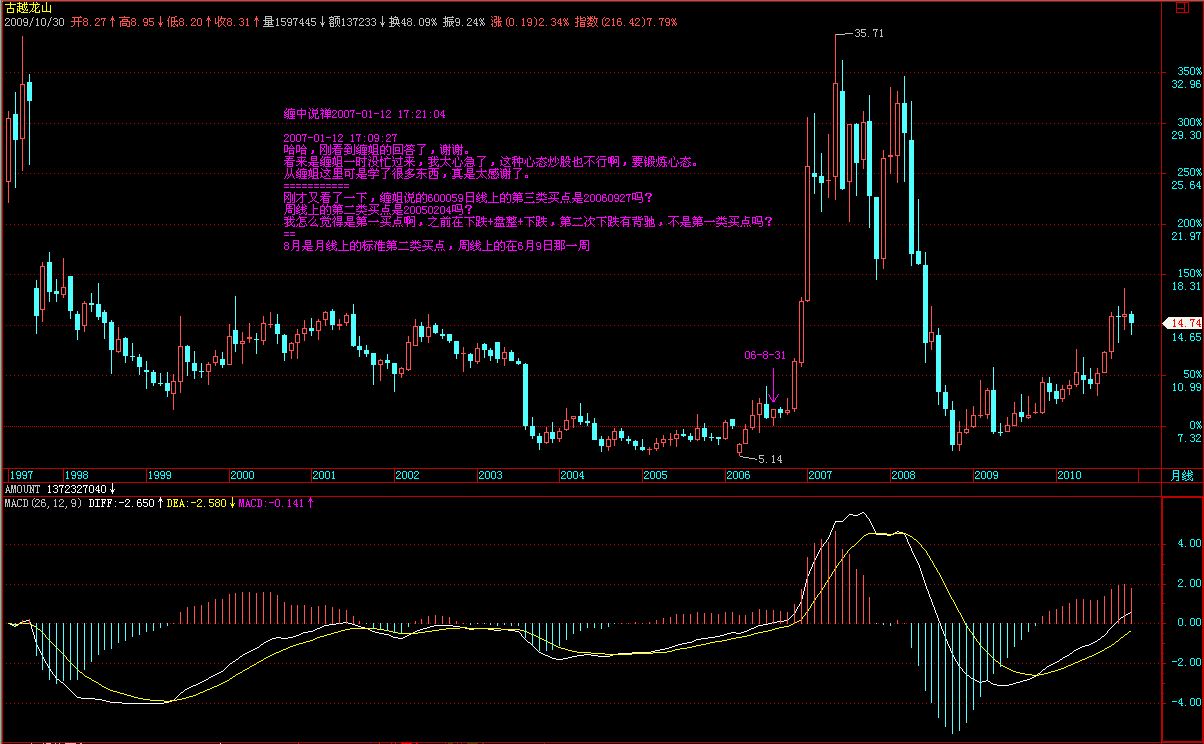 古越龙山
2009/10/30 开8.27↑高8.95↓低8.20↑收8.31↑量1597445↓额137233↓换48.09% 振9.24% 涨(0.19)2.34% 指数(216.42)7.79%
日
35.71
350%
32.96
300%
29.30
250%
25.64
200%
21.97
150%
18.31
14.74
14.65
50%
10.99
0%
7.32
缠中说禅2007-01-12 17:21:04
2007-01-12 17:09:27
哈哈，刚看到缠姐的回答了，谢谢。
看来是缠姐一时没忙过来，我太心急了，这种心态炒股也不行啊，要锻炼心态。
从缠姐这里可是学了很多东西，真是太感谢了。
===========
刚才又看了一下，缠姐说的600059日线上的第三类买点是20060927吗？
周线上的第二类买点是20050204吗？
我怎么觉得是第一买点啊，之前在下跌+盘整+下跌，第二次下跌有背驰，不是第一类买点吗？
==
8月是月线上的标准第二类买点，周线上的在6月9日那一周
06-8-31
5.14
1997 1998 1999 2000 2001 2002 2003 2004 2005 2006 2007 2008 2009 2010 月线
AMOUNT 1372327040↓
MACD(26,12,9) DIFF:-2.650↑DEA:-2.580↓MACD:-0.141↑
4.00
2.00
0.00
-2.00
-4.00